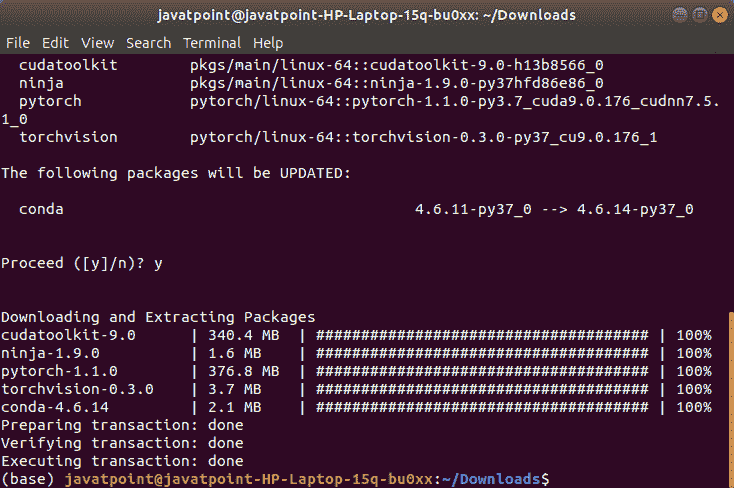 javatpoint@javatpoint-HP-Laptop-15q-bu0xx: ~/Downloads
File Edit View Search Terminal Help
cudatoolkit pkgs/main/linux-64::cudatoolkit-9.0-h13b8566_0
ninja pkgs/main/linux-64::ninja-1.9.0-py37hfd86e86_0
pytorch pytorch/linux-64::pytorch-1.1.0-py3.7_cuda9.0.176_cudnn7.5.
1_0
torchvision pytorch/linux-64::torchvision-0.3.0-py37_cu9.0.176_1
The following packages will be UPDATED:
conda 4.6.11-py37_0 --> 4.6.14-py37_0
Proceed ([y]/n)? y
Downloading and Extracting Packages
cudatoolkit-9.0 | 340.4 MB | ##################################### | 100%
ninja-1.9.0 | 1.6 MB | ##################################### | 100%
pytorch-1.1.0 | 376.8 MB | ##################################### | 100%
torchvision-0.3.0 | 3.7 MB | ##################################### | 100%
conda-4.6.14 | 2.1 MB | ##################################### | 100%
Preparing transaction: done
Verifying transaction: done
Executing transaction: done
(base) javatpoint@javatpoint-HP-Laptop-15q-bu0xx:~/Downloads$